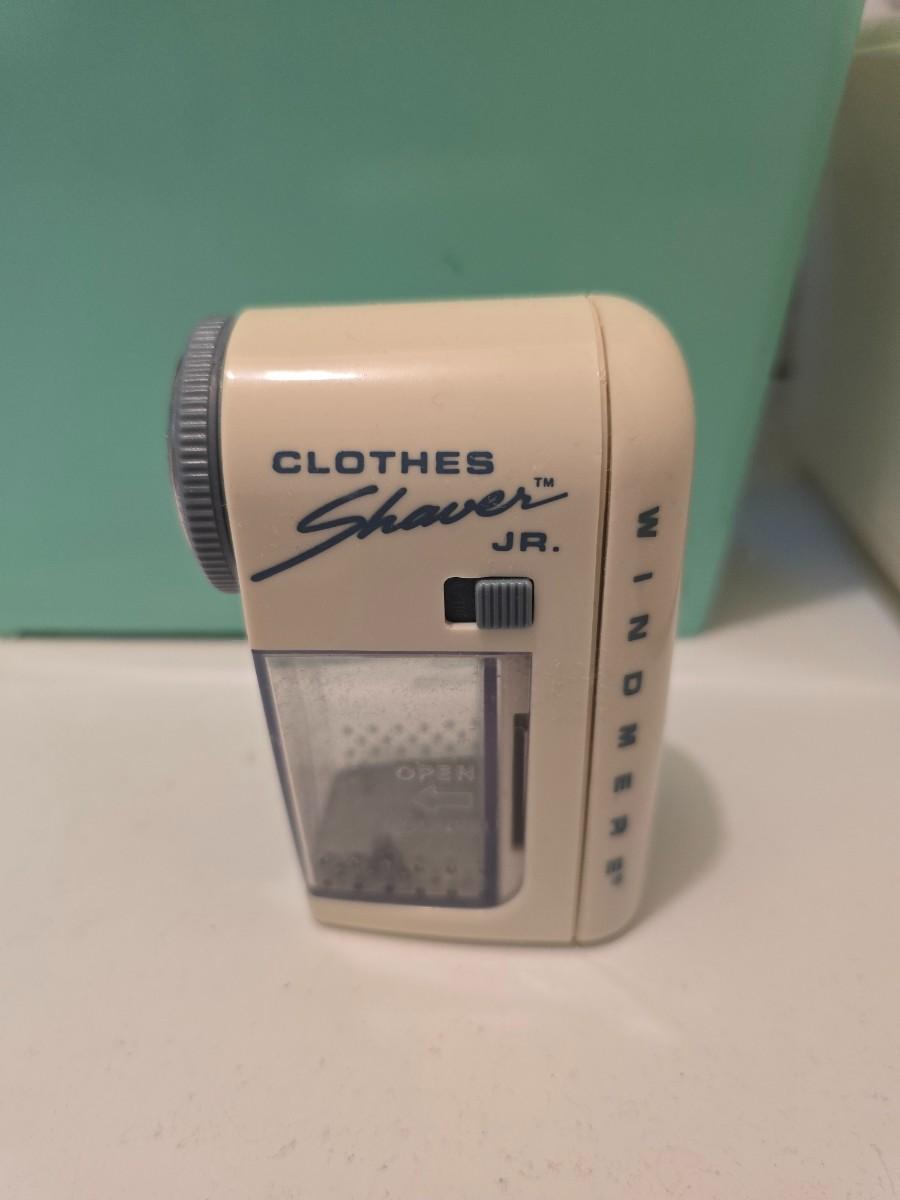 CLOTHES
Shaver™
JR.
OPEN
WINDMERE®